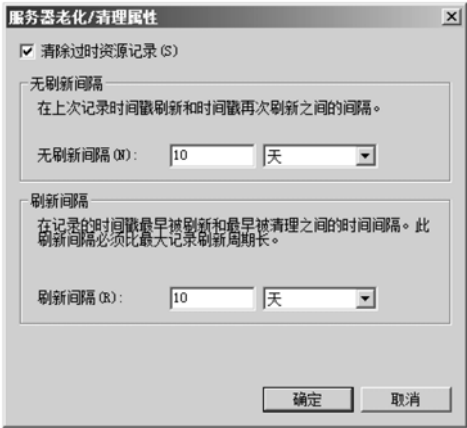 服务器老化/清理属性
清除过时资源记录(S)
无刷新间隔
在上次记录时间戳刷新和时间戳再次刷新之间的间隔。
无刷新间隔(N):
10
天
刷新间隔
在记录的时间戳最早被刷新和最早被清理之间的时间间隔。此
刷新间隔必须比最大记录刷新周期长。
刷新间隔(R):
10
天
确定
取消